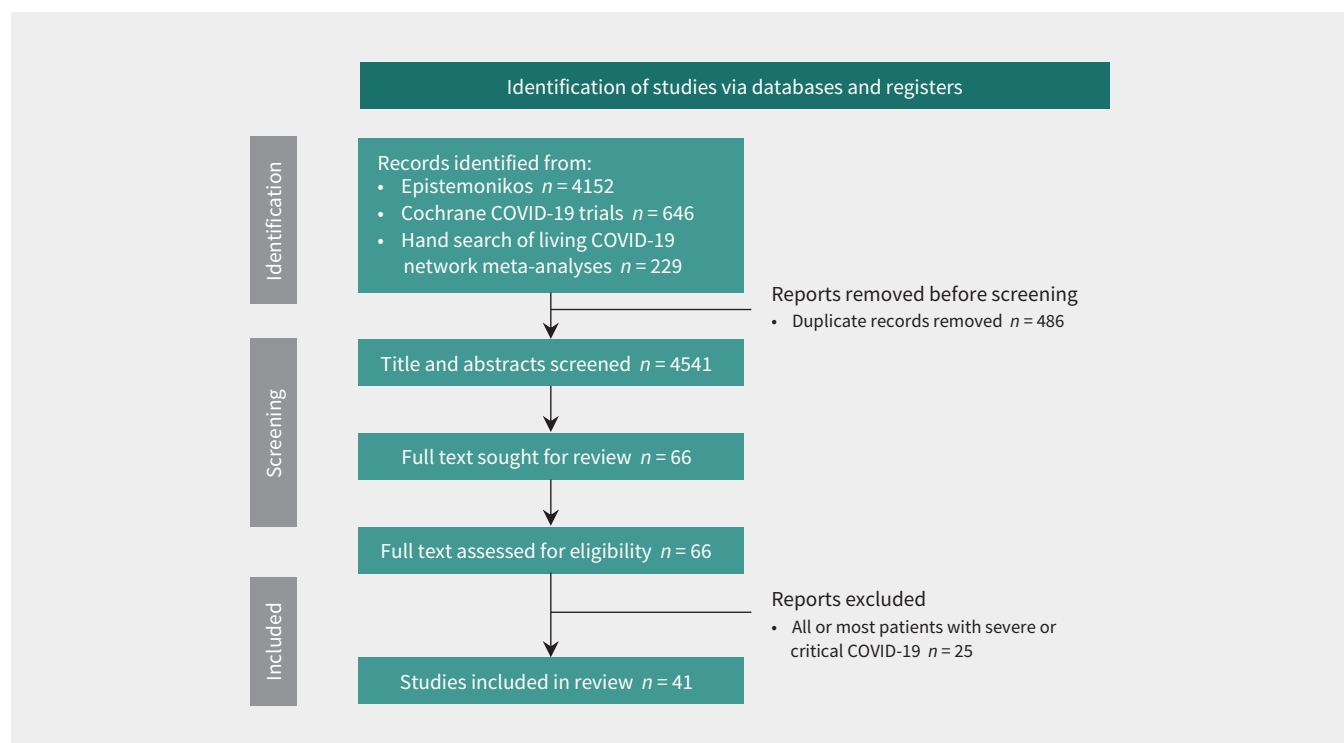 Identification of studies via databases and registers
Identification
Records identified from:
• Epistemonikos n = 4152
• Cochrane COVID-19 trials n = 646
• Hand search of living COVID-19
network meta-analyses n = 229
Reports removed before screening
• Duplicate records removed n = 486
Screening
Title and abstracts screened n = 4541
Full text sought for review n = 66
Full text assessed for eligibility n = 66
Included
Reports excluded
• All or most patients with severe or
critical COVID-19 n = 25
Studies included in review n = 41